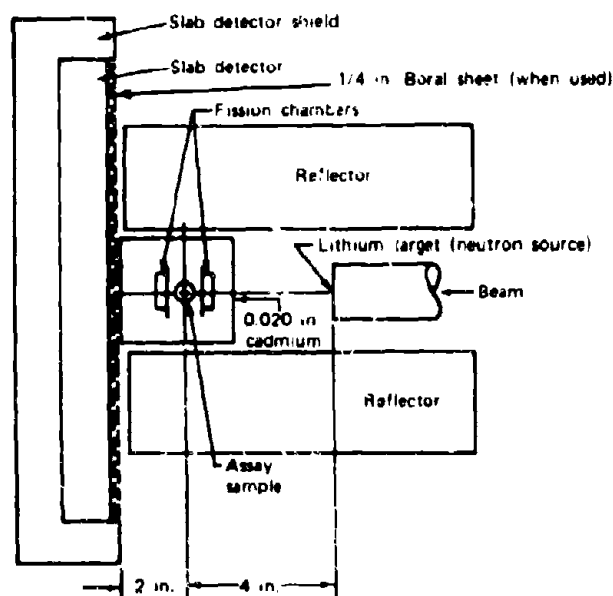 Slab detector shield
Slab detector
1/4 in. Boral sheet (when used)
Fission chambers
Reflector
Lithium target (neutron source)
Beam
0.020 in.
cadmium
Reflector
Assay
sample
2 in.
4 in.